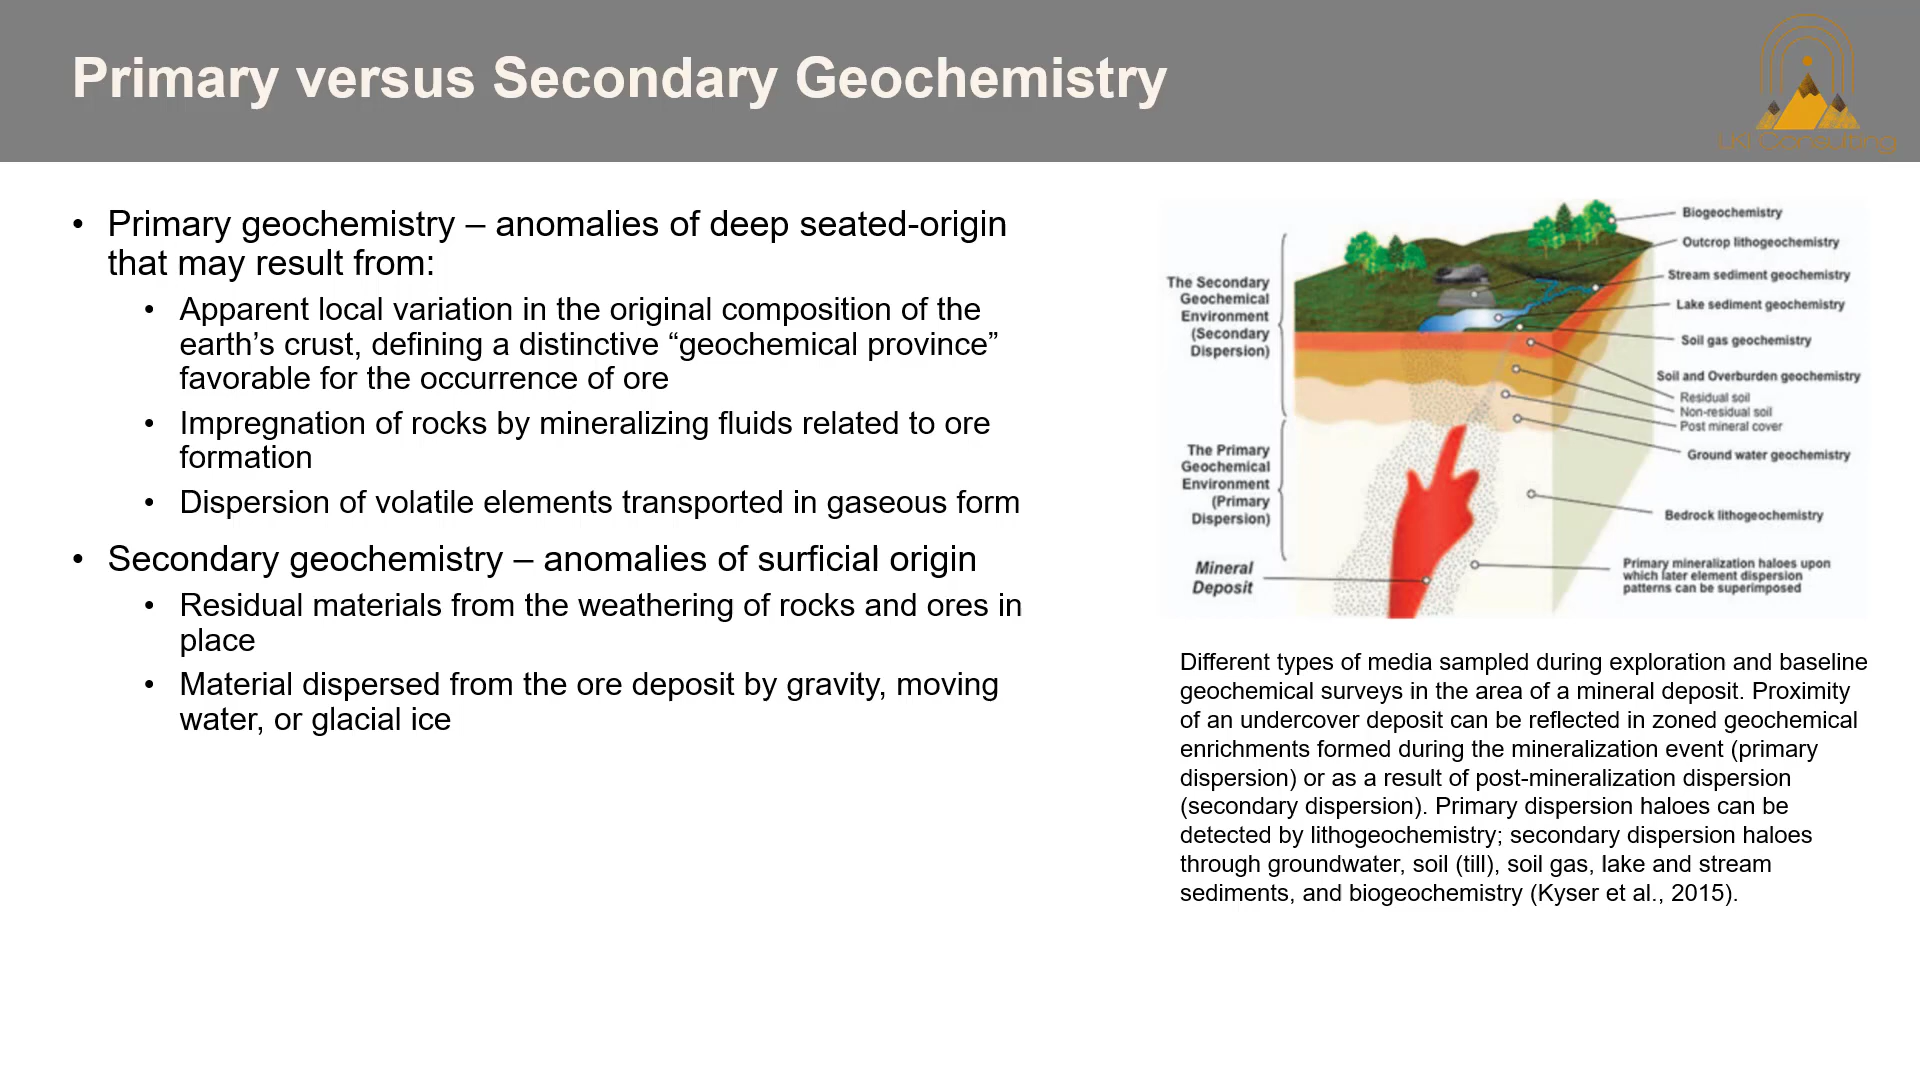 Primary versus Secondary Geochemistry
LKI Consulting
• Primary geochemistry – anomalies of deep seated-origin
that may result from:
• Apparent local variation in the original composition of the
earth’s crust, defining a distinctive “geochemical province”
favorable for the occurrence of ore
• Impregnation of rocks by mineralizing fluids related to ore
formation
• Dispersion of volatile elements transported in gaseous form
• Secondary geochemistry – anomalies of surficial origin
• Residual materials from the weathering of rocks and ores in
place
• Material dispersed from the ore deposit by gravity, moving
water, or glacial ice
The Secondary
Geochemical
Environment
(Secondary
Dispersion)
The Primary
Geochemical
Environment
(Primary
Dispersion)
Mineral
Deposit
Biogeochemistry
Outcrop lithogeochemistry
Stream sediment geochemistry
Lake sediment geochemistry
Soil gas geochemistry
Soil and Overburden geochemistry
Residual soil
Non-residual soil
Post mineral cover
Ground water geochemistry
Bedrock lithogeochemistry
Primary mineralization haloes upon
which later element dispersion
patterns can be superimposed
Different types of media sampled during exploration and baseline
geochemical surveys in the area of a mineral deposit. Proximity
of an undercover deposit can be reflected in zoned geochemical
enrichments formed during the mineralization event (primary
dispersion) or as a result of post-mineralization dispersion
(secondary dispersion). Primary dispersion haloes can be
detected by lithogeochemistry; secondary dispersion haloes
through groundwater, soil (till), soil gas, lake and stream
sediments, and biogeochemistry (Kyser et al., 2015).